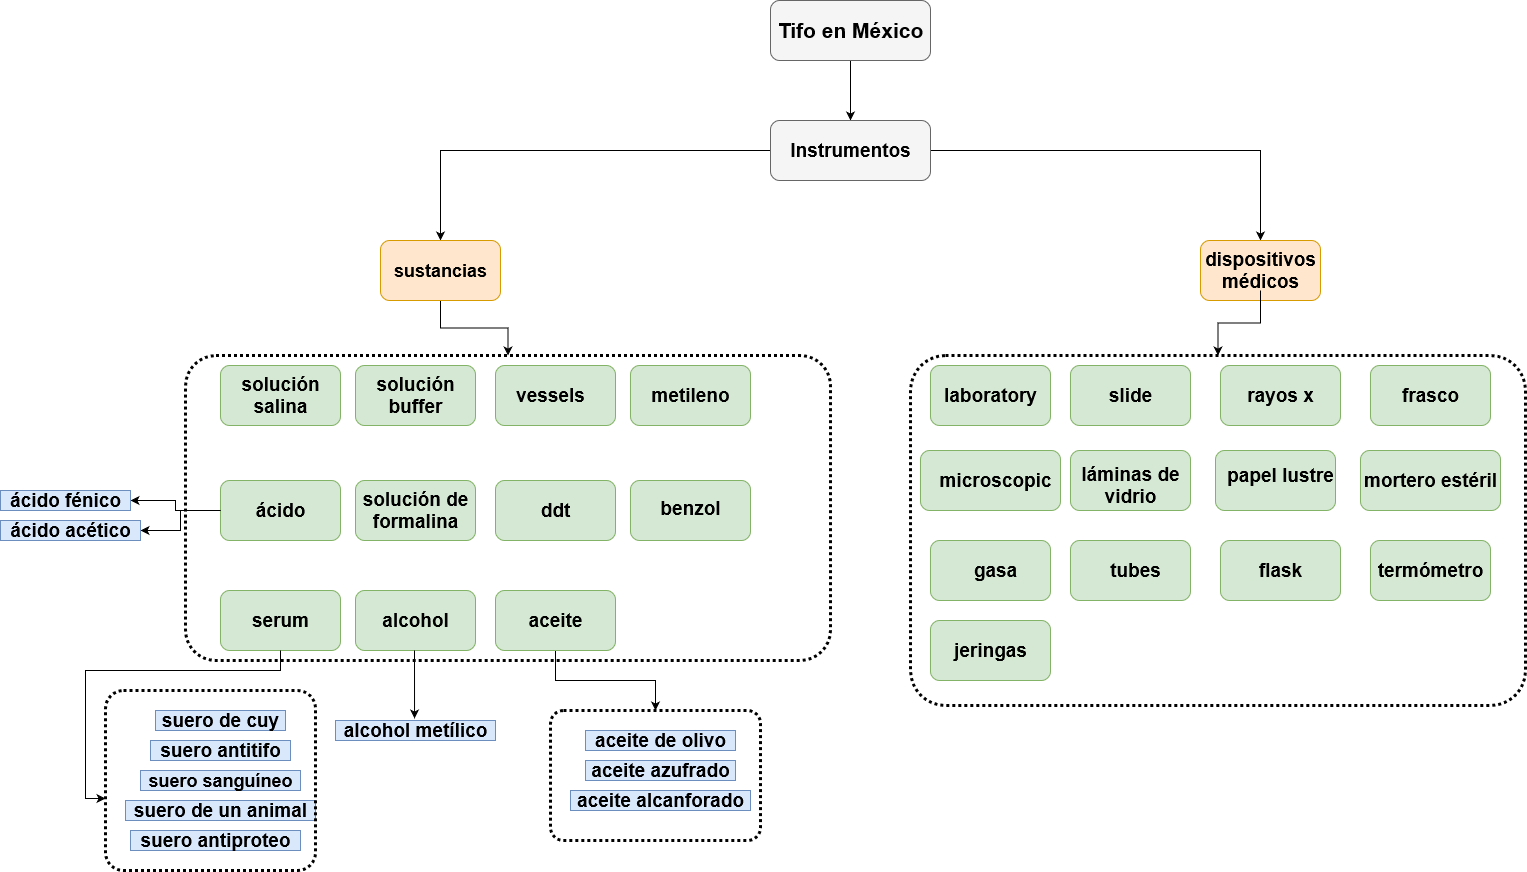 Tifo en México
Instrumentos
sustancias
dispositivos
médicos
solución
salina
solución
buffer
vessels
metileno
ácido
solución de
formalina
ddt
benzol
ácido fénico
ácido acético
serum
alcohol
aceite
suero de cuy
suero antitifo
suero sanguíneo
suero de un animal
suero antiproteo
alcohol metílico
aceite de olivo
aceite azufrado
aceite alcanforado
laboratory
slide
rayos x
frasco
microscopic
láminas de
vidrio
papel lustre
mortero estéril
gasa
tubes
flask
termómetro
jeringas